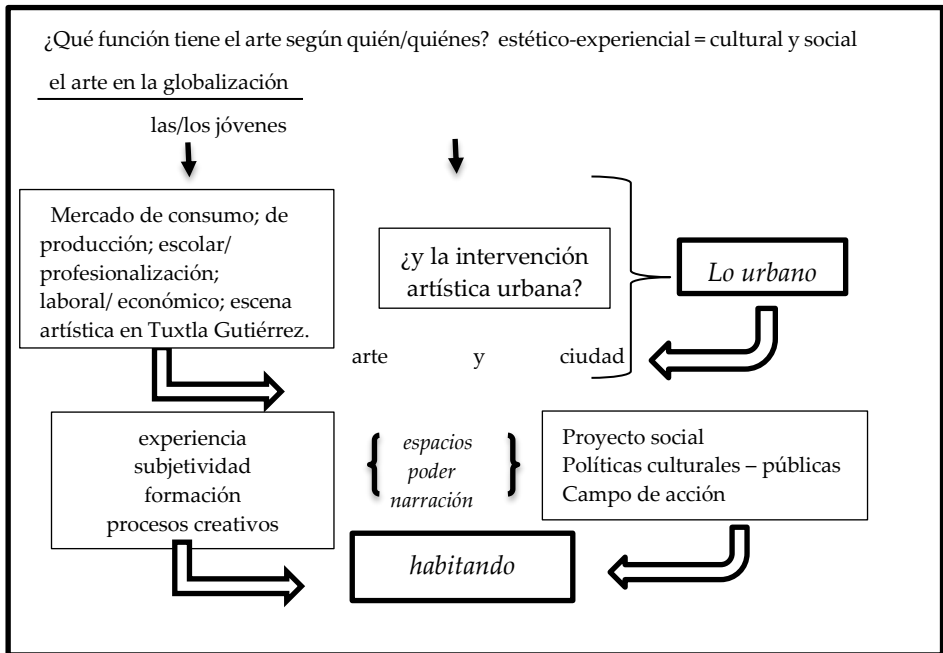 ¿Qué función tiene el arte según quién/quiénes? estético-experiencial = cultural y social
el arte en la globalización
las/los jóvenes
Mercado de consumo; de
producción; escolar/
profesionalización;
laboral/ económico; escena
artística en Tuxtla Gutiérrez.
¿y la intervención
artística urbana?
Lo urbano
arte y ciudad
experiencia
subjetividad
formación
procesos creativos
espacios
poder
narración
Proyecto social
Políticas culturales – públicas
Campo de acción
habitando